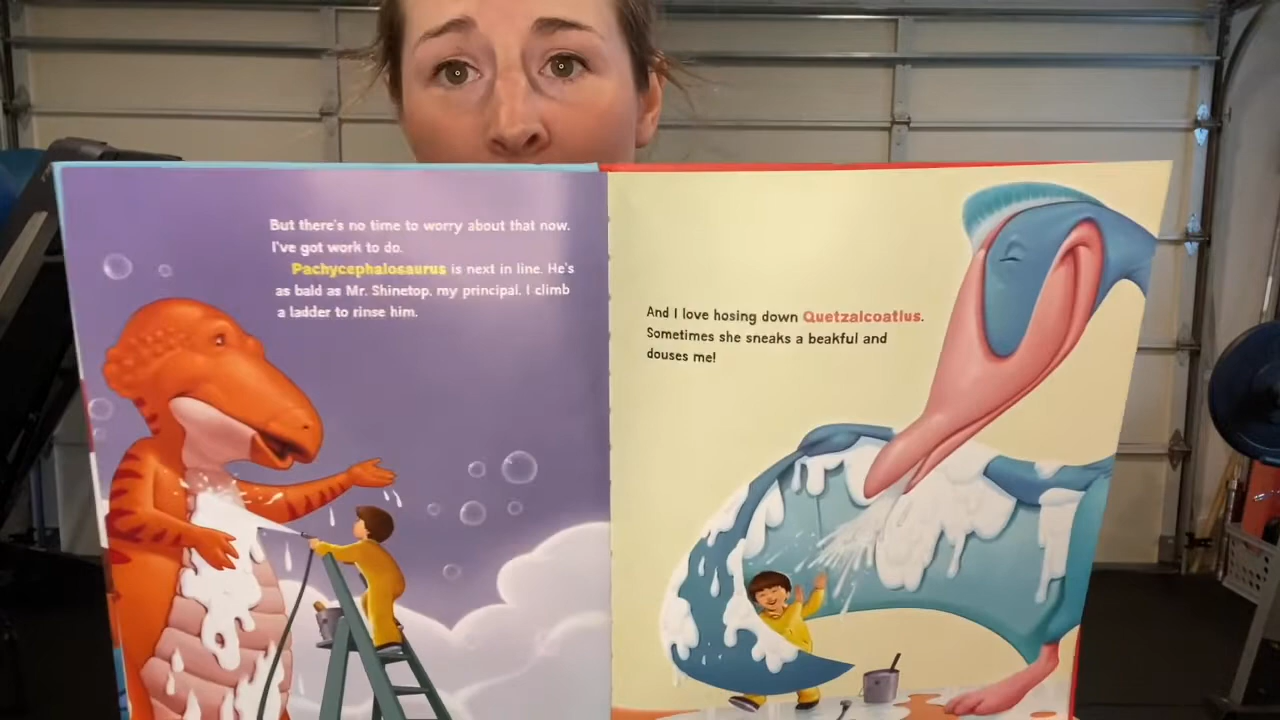 But there's no time to worry about that now.
I've got work to do.
Pachycephalosaurus is next in line. He's
as bald as Mr. Shinetop, my principal. I climb
a ladder to rinse him.
And I love hosing down Quetzalcoatlus.
Sometimes she sneaks a beakful and
douses me!